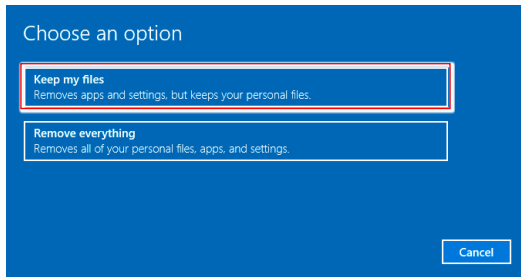 Choose an option
Keep my files
Removes apps and settings, but keeps your personal files.
Remove everything
Removes all of your personal files, apps, and settings.
Cancel